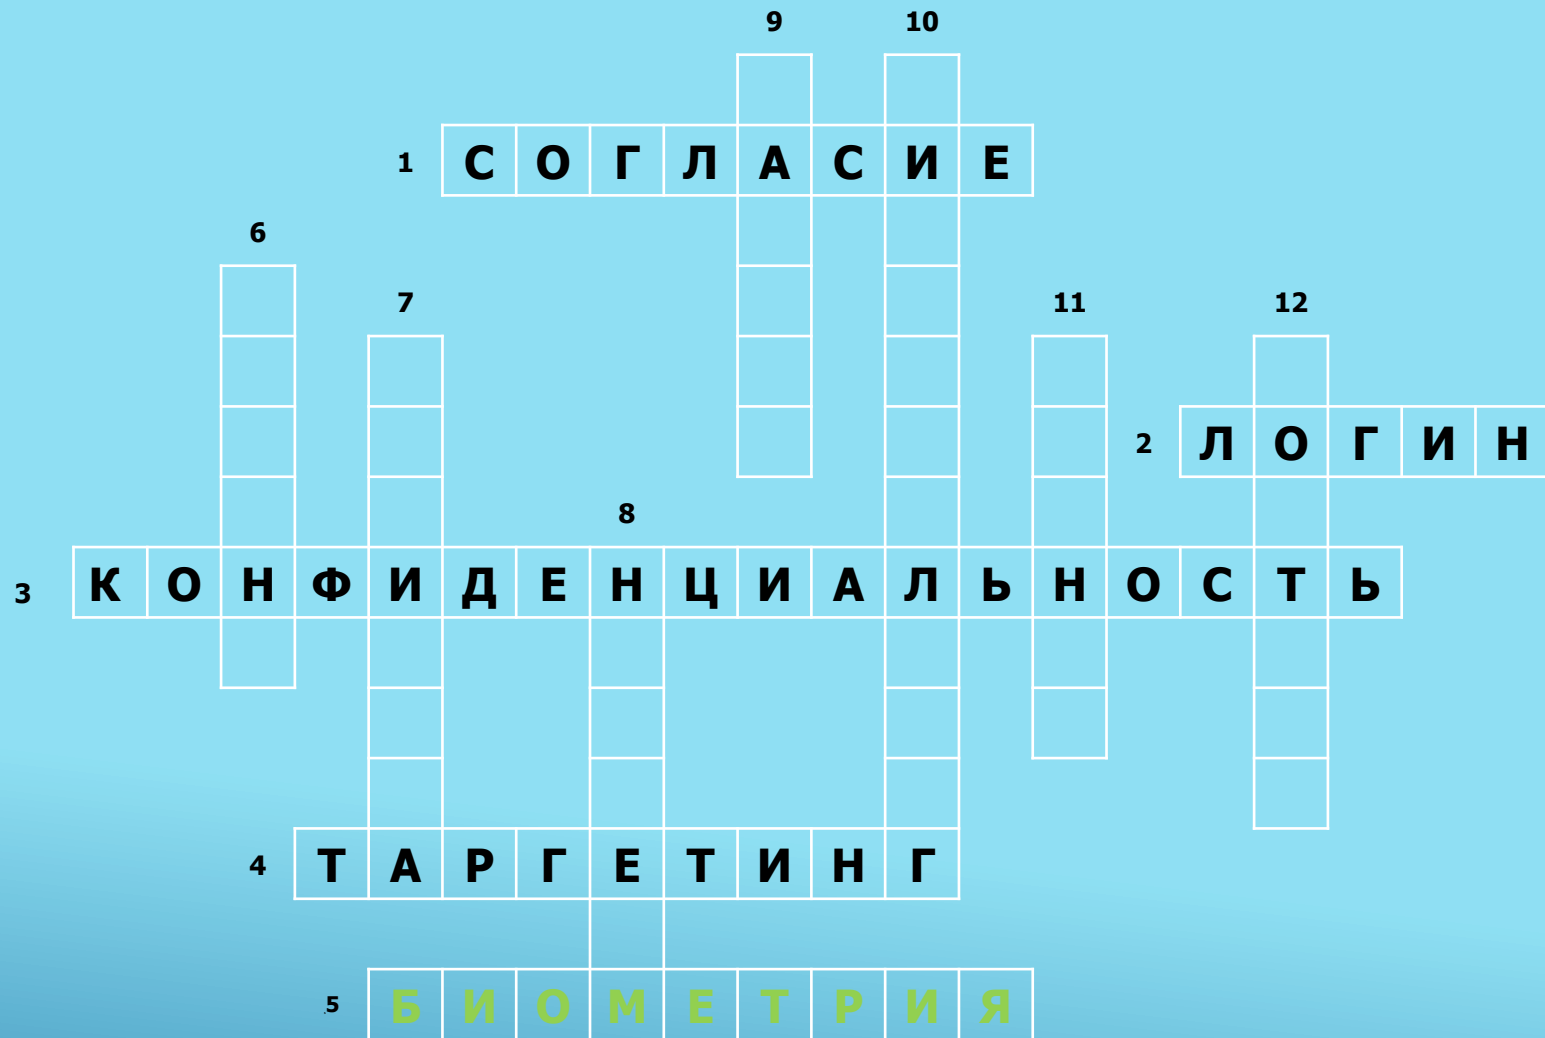 9 10
1 СОГЛАСИЕ
6
7 11 12
2 ЛОГИН
8
3 КОНФИДЕНЦИАЛЬНОСТЬ
4 ТАРГЕТИНГ
5 БИОМЕТРИЯ